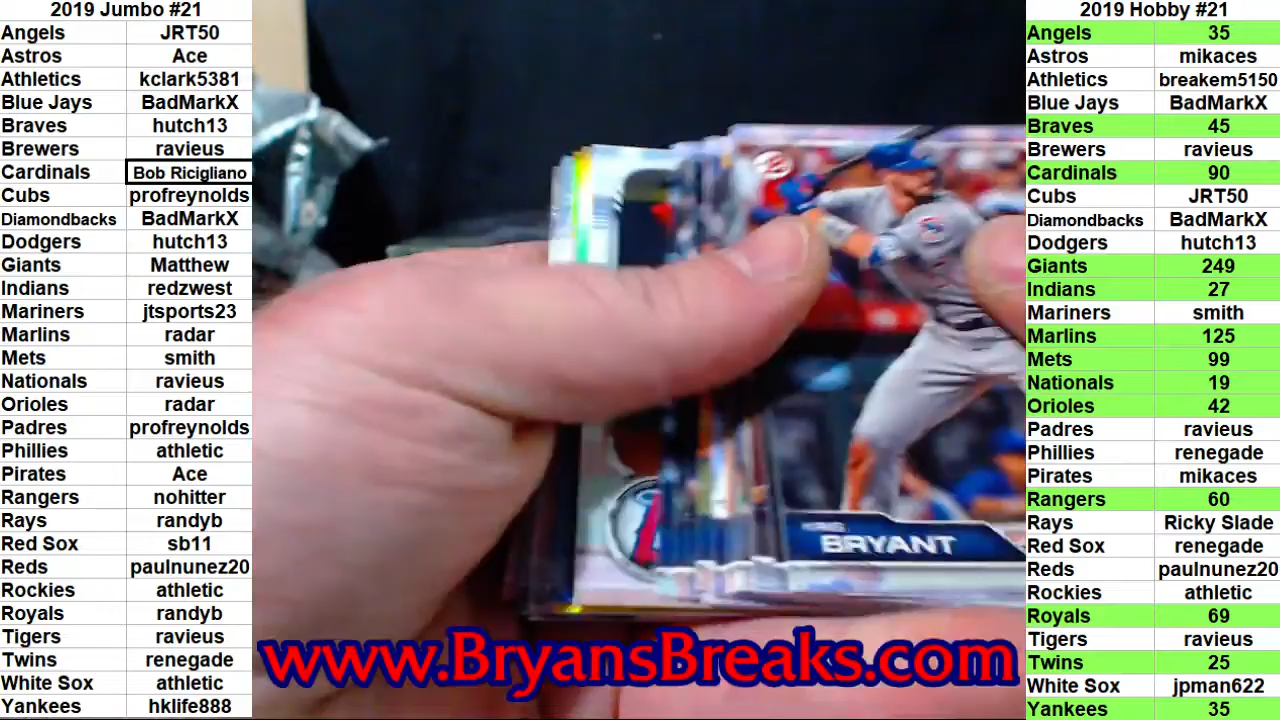 2019 Jumbo #21
Angels JRT50
Astros Ace
Athletics kclark5381
Blue Jays BadMarkX
Braves hutch13
Brewers ravieus
Cardinals Bob Ricigliano
Cubs profreynolds
Diamondbacks BadMarkX
Dodgers hutch13
Giants Matthew
Indians redzwest
Mariners jtsports23
Marlins radar
Mets smith
Nationals ravieus
Orioles radar
Padres profreynolds
Phillies athletic
Pirates Ace
Rangers nohitter
Rays randyb
Red Sox sb11
Reds paulnunez20
Rockies athletic
Royals randyb
Tigers ravieus
Twins renegade
White Sox athletic
Yankees hklife888
BRYANT
www.BryansBreaks.com
2019 Hobby #21
Angels 35
Astros mikaces
Athletics breakem5150
Blue Jays BadMarkX
Braves 45
Brewers ravieus
Cardinals 90
Cubs JRT50
Diamondbacks BadMarkX
Dodgers hutch13
Giants 249
Indians 27
Mariners smith
Marlins 125
Mets 99
Nationals 19
Orioles 42
Padres ravieus
Phillies renegade
Pirates mikaces
Rangers 60
Rays Ricky Slade
Red Sox renegade
Reds paulnunez20
Rockies athletic
Royals 69
Tigers ravieus
Twins 25
White Sox jpman622
Yankees 35